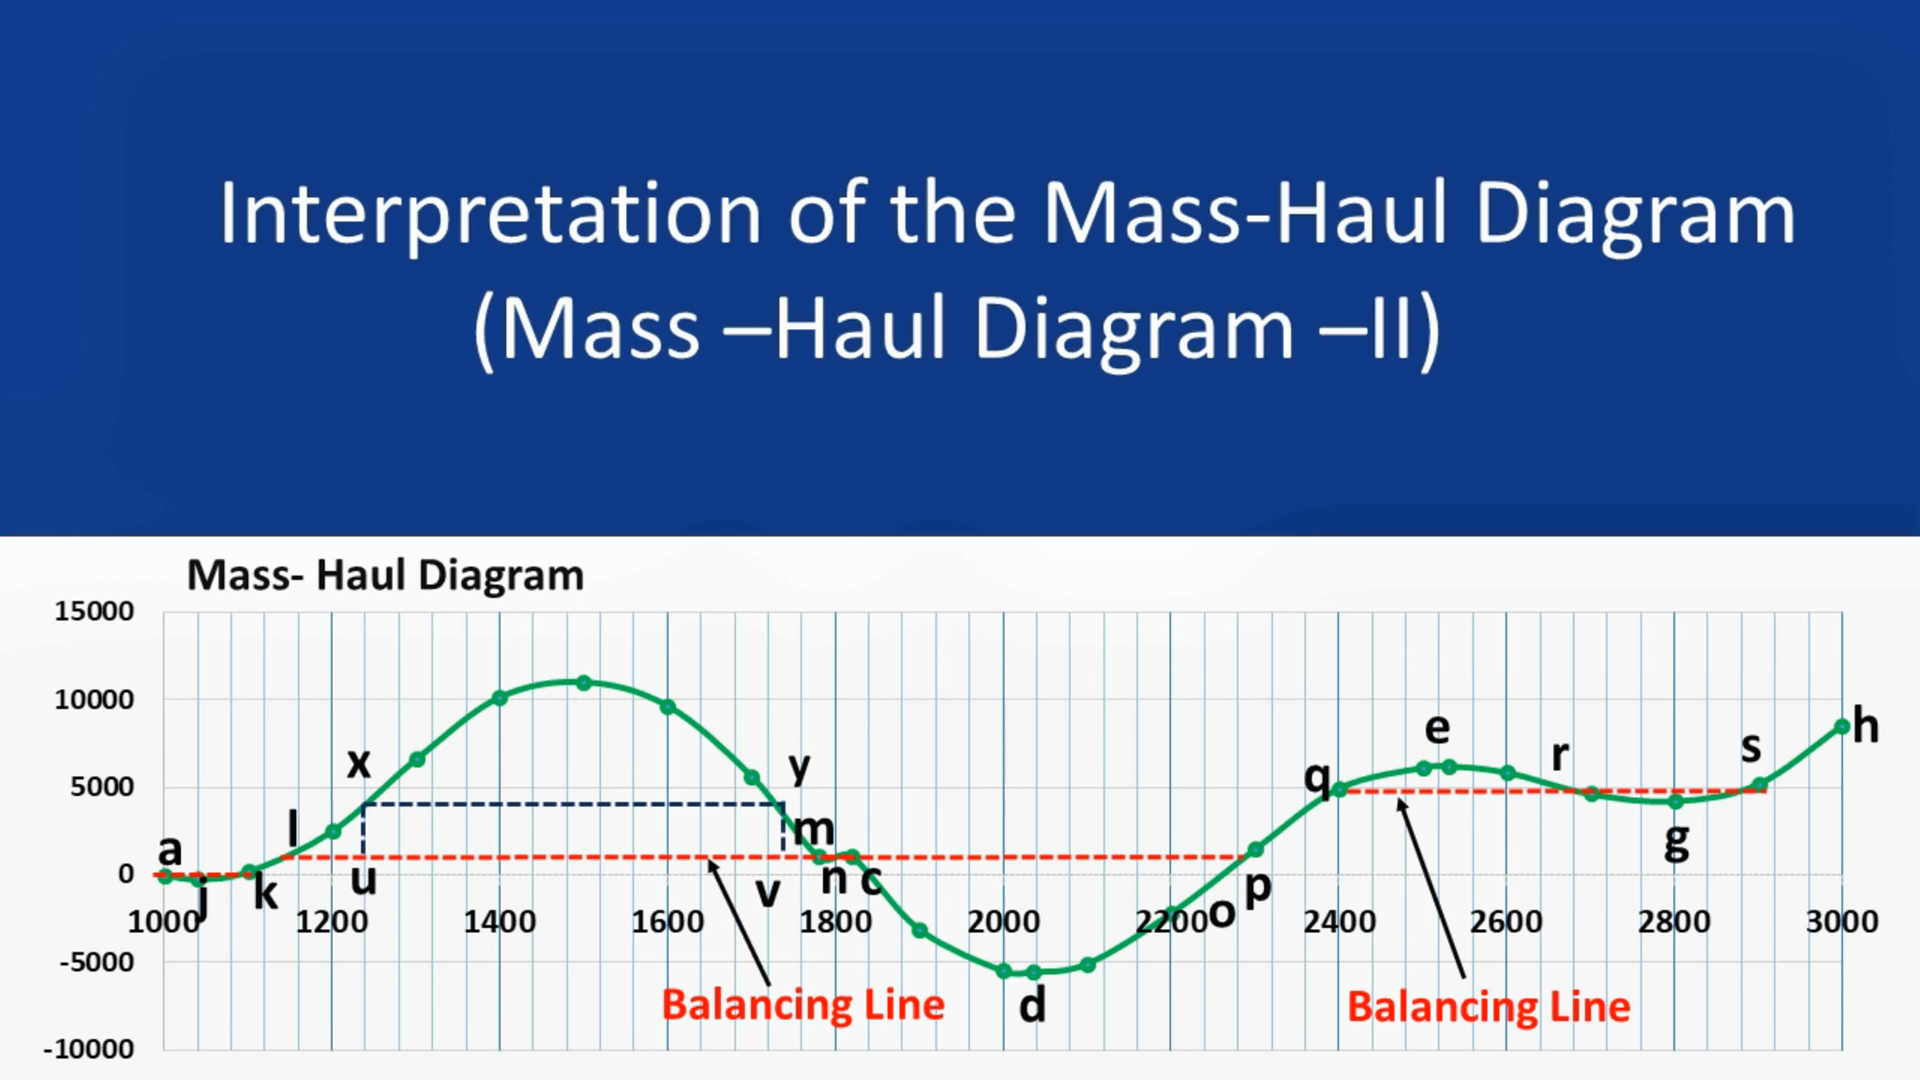 Interpretation of the Mass-Haul Diagram
(Mass –Haul Diagram –II)
Mass- Haul Diagram
15000
10000
5000
0
-5000
-10000
a j k l x u y m v n c d o p q e r g s h
1000 1200 1400 1600 1800 2000 2200 2400 2600 2800 3000
Balancing Line Balancing Line